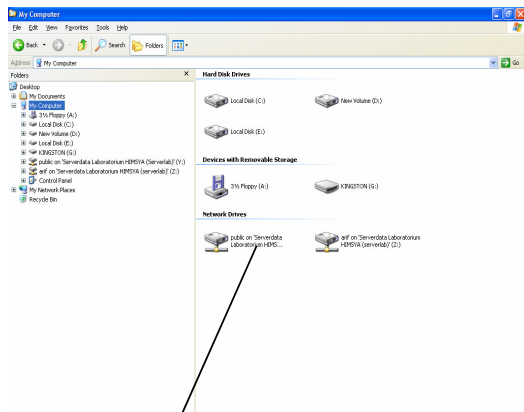 My Computer
File Edit View Favorites Tools Help
Back Search Folders
Address My Computer Go
Folders
Desktop
My Documents
My Computer
3½ Floppy (A:)
Local Disk (C:)
New Volume (D:)
Local Disk (E:)
KINGSTON (G:)
public on 'Serverdata Laboratorium HIMSYA (Serverlab)' (Y:)
arif on 'Serverdata Laboratorium HIMSYA (serverlab)' (Z:)
Control Panel
My Network Places
Recycle Bin
Hard Disk Drives
Local Disk (C:)
New Volume (D:)
Local Disk (E:)
Devices with Removable Storage
3½ Floppy (A:)
KINGSTON (G:)
Network Drives
public on 'Serverdata
Laboratorium HIMS...
arif on 'Serverdata Laboratorium
HIMSYA (serverlab)' (Z:)